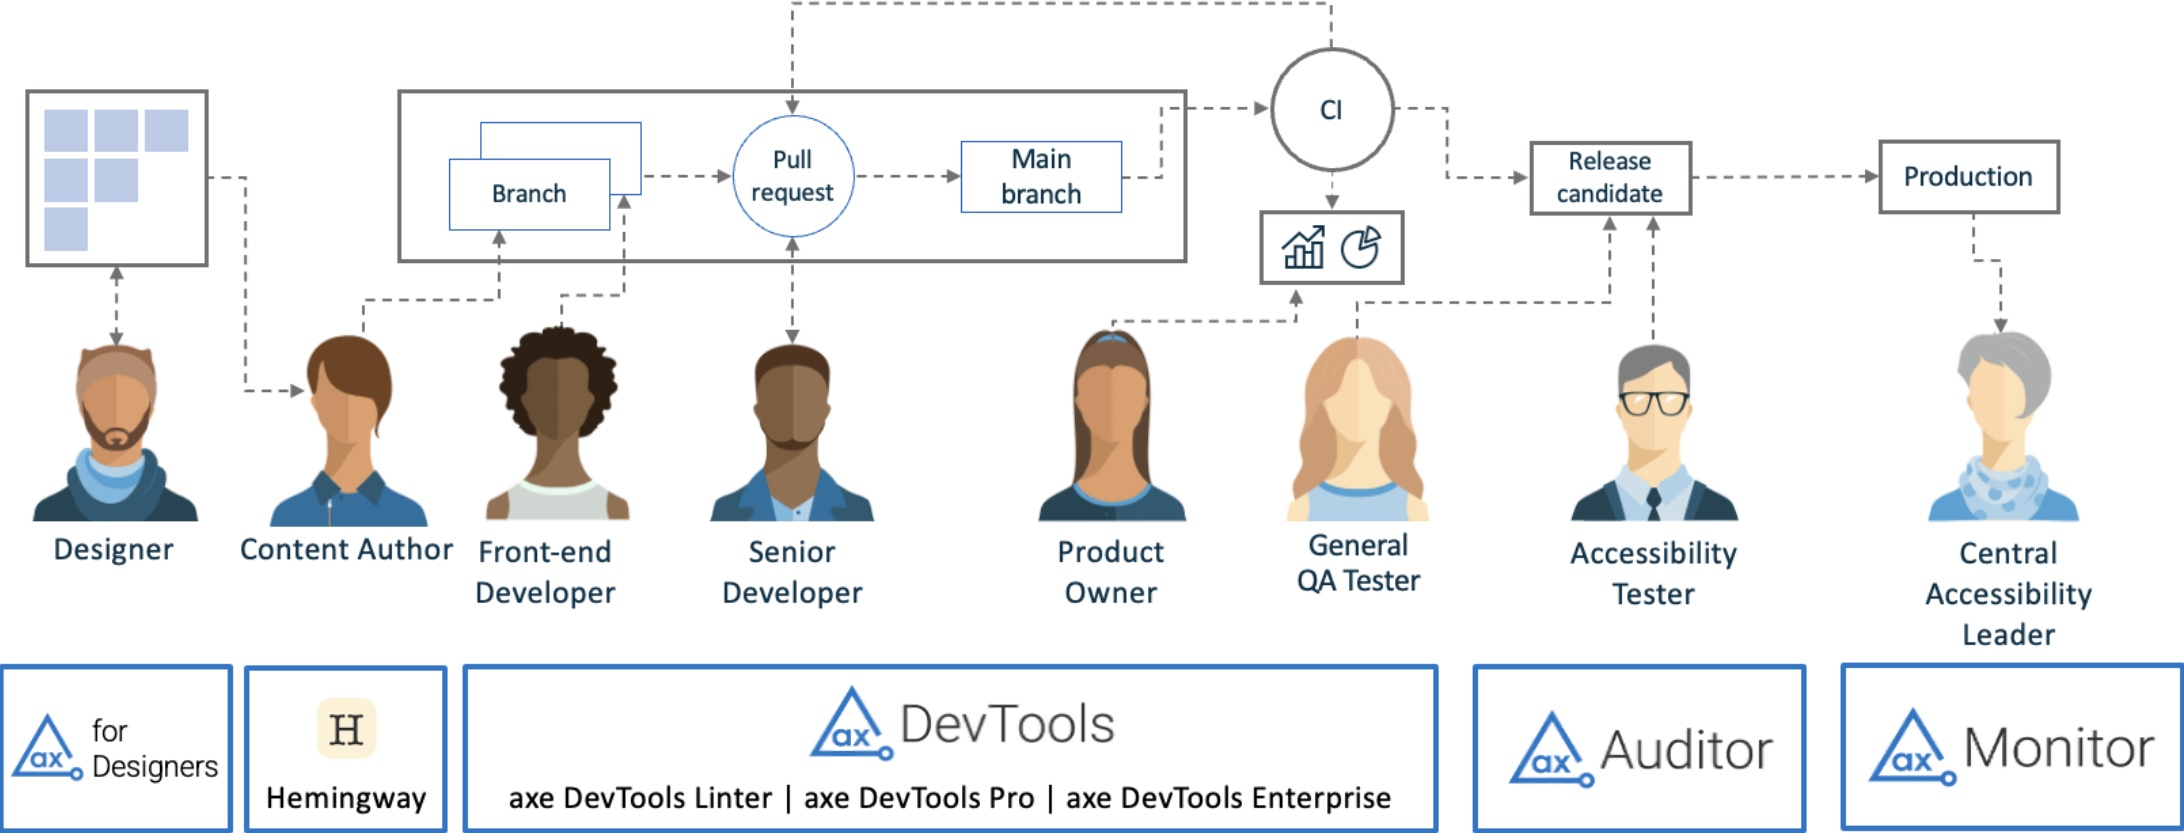 CI
Pull
request
Main
branch
Branch
Release
candidate
Production
Designer
Content Author
Front-end
Developer
Senior
Developer
Product
Owner
General
QA Tester
Accessibility
Tester
Central
Accessibility
Leader
ax
for
Designers
H
Hemingway
ax DevTools
axe DevTools Linter | axe DevTools Pro | axe DevTools Enterprise
ax Auditor
ax Monitor